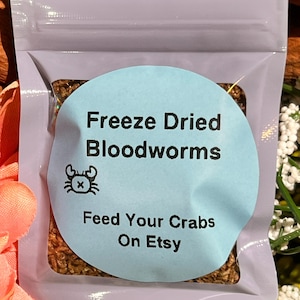 Freeze Dried
Bloodworms
Feed Your Crabs
On Etsy